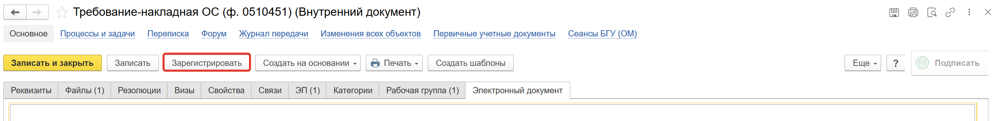 Требование-накладная ОС (ф. 0510451) (Внутренний документ)
Основное Процессы и задачи Переписка Форум Журнал передачи Изменения всех объектов Первичные учетные документы Сеансы БГУ (ОМ)
Записать и закрыть Записать Зарегистрировать Создать на основании Печать Создать шаблоны Еще ? Подписать
Реквизиты Файлы (1) Резолюции Визы Свойства Связи ЭП (1) Категории Рабочая группа (1) Электронный документ